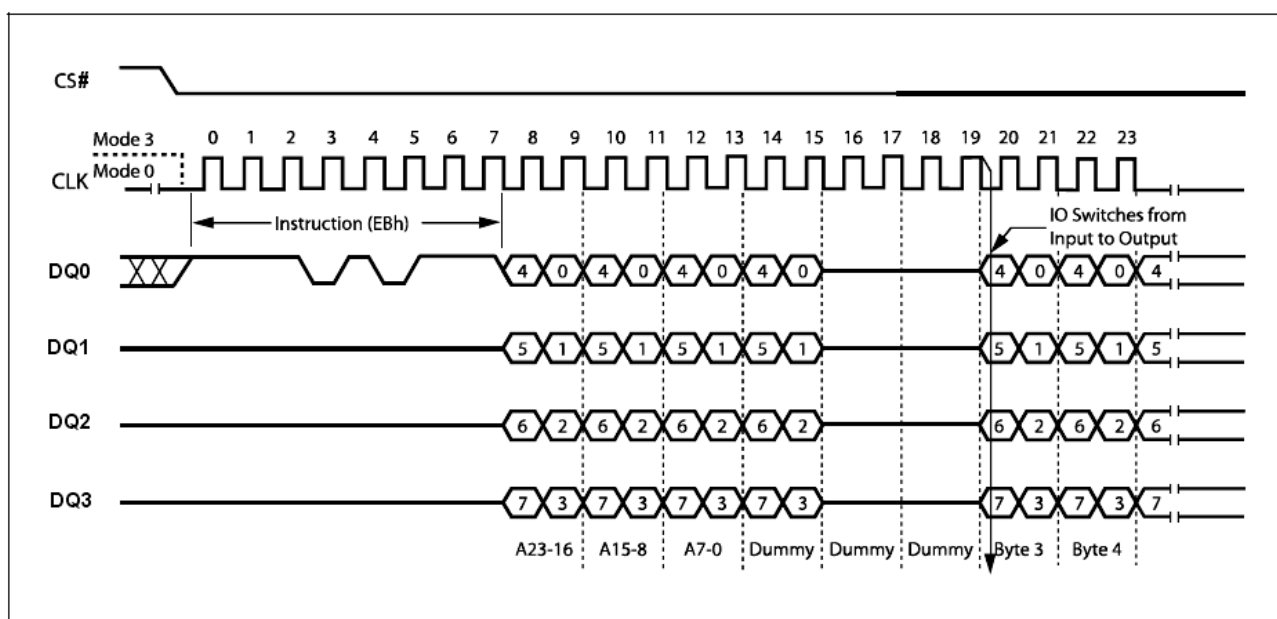 CS#
Mode 3
0 1 2 3 4 5 6 7 8 9 10 11 12 13 14 15 16 17 18 19 20 21 22 23
CLK
Mode 0
Instruction (EBh)
IO Switches from
Input to Output
DQ0
4 0 4 0 4 0 4 0 4 0 4 0 4
DQ1
5 1 5 1 5 1 5 1 5 1 5 1 5
DQ2
6 2 6 2 6 2 6 2 6 2 6 2 6
DQ3
7 3 7 3 7 3 7 3 7 3 7 3 7
A23-16 A15-8 A7-0 Dummy Dummy Dummy Byte 3 Byte 4